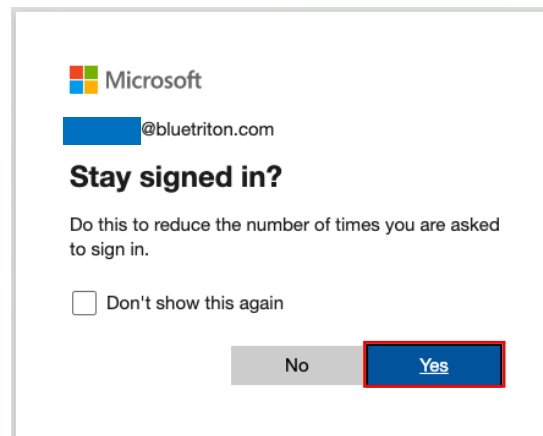 Microsoft
@bluetriton.com
Stay signed in?
Do this to reduce the number of times you are asked
to sign in.
Don't show this again
No
Yes